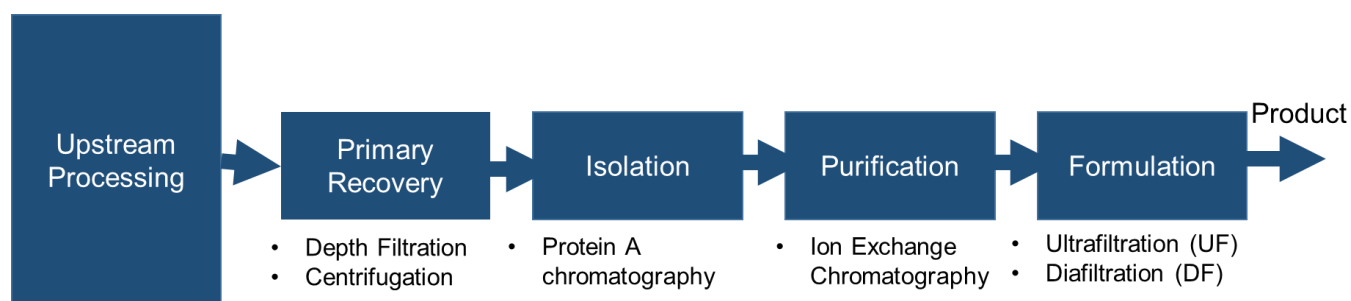 Upstream
Processing
Primary
Recovery
• Depth Filtration
• Centrifugation
Isolation
• Protein A
chromatography
Purification
• Ion Exchange
Chromatography
Formulation
• Ultrafiltration (UF)
• Diafiltration (DF)
Product